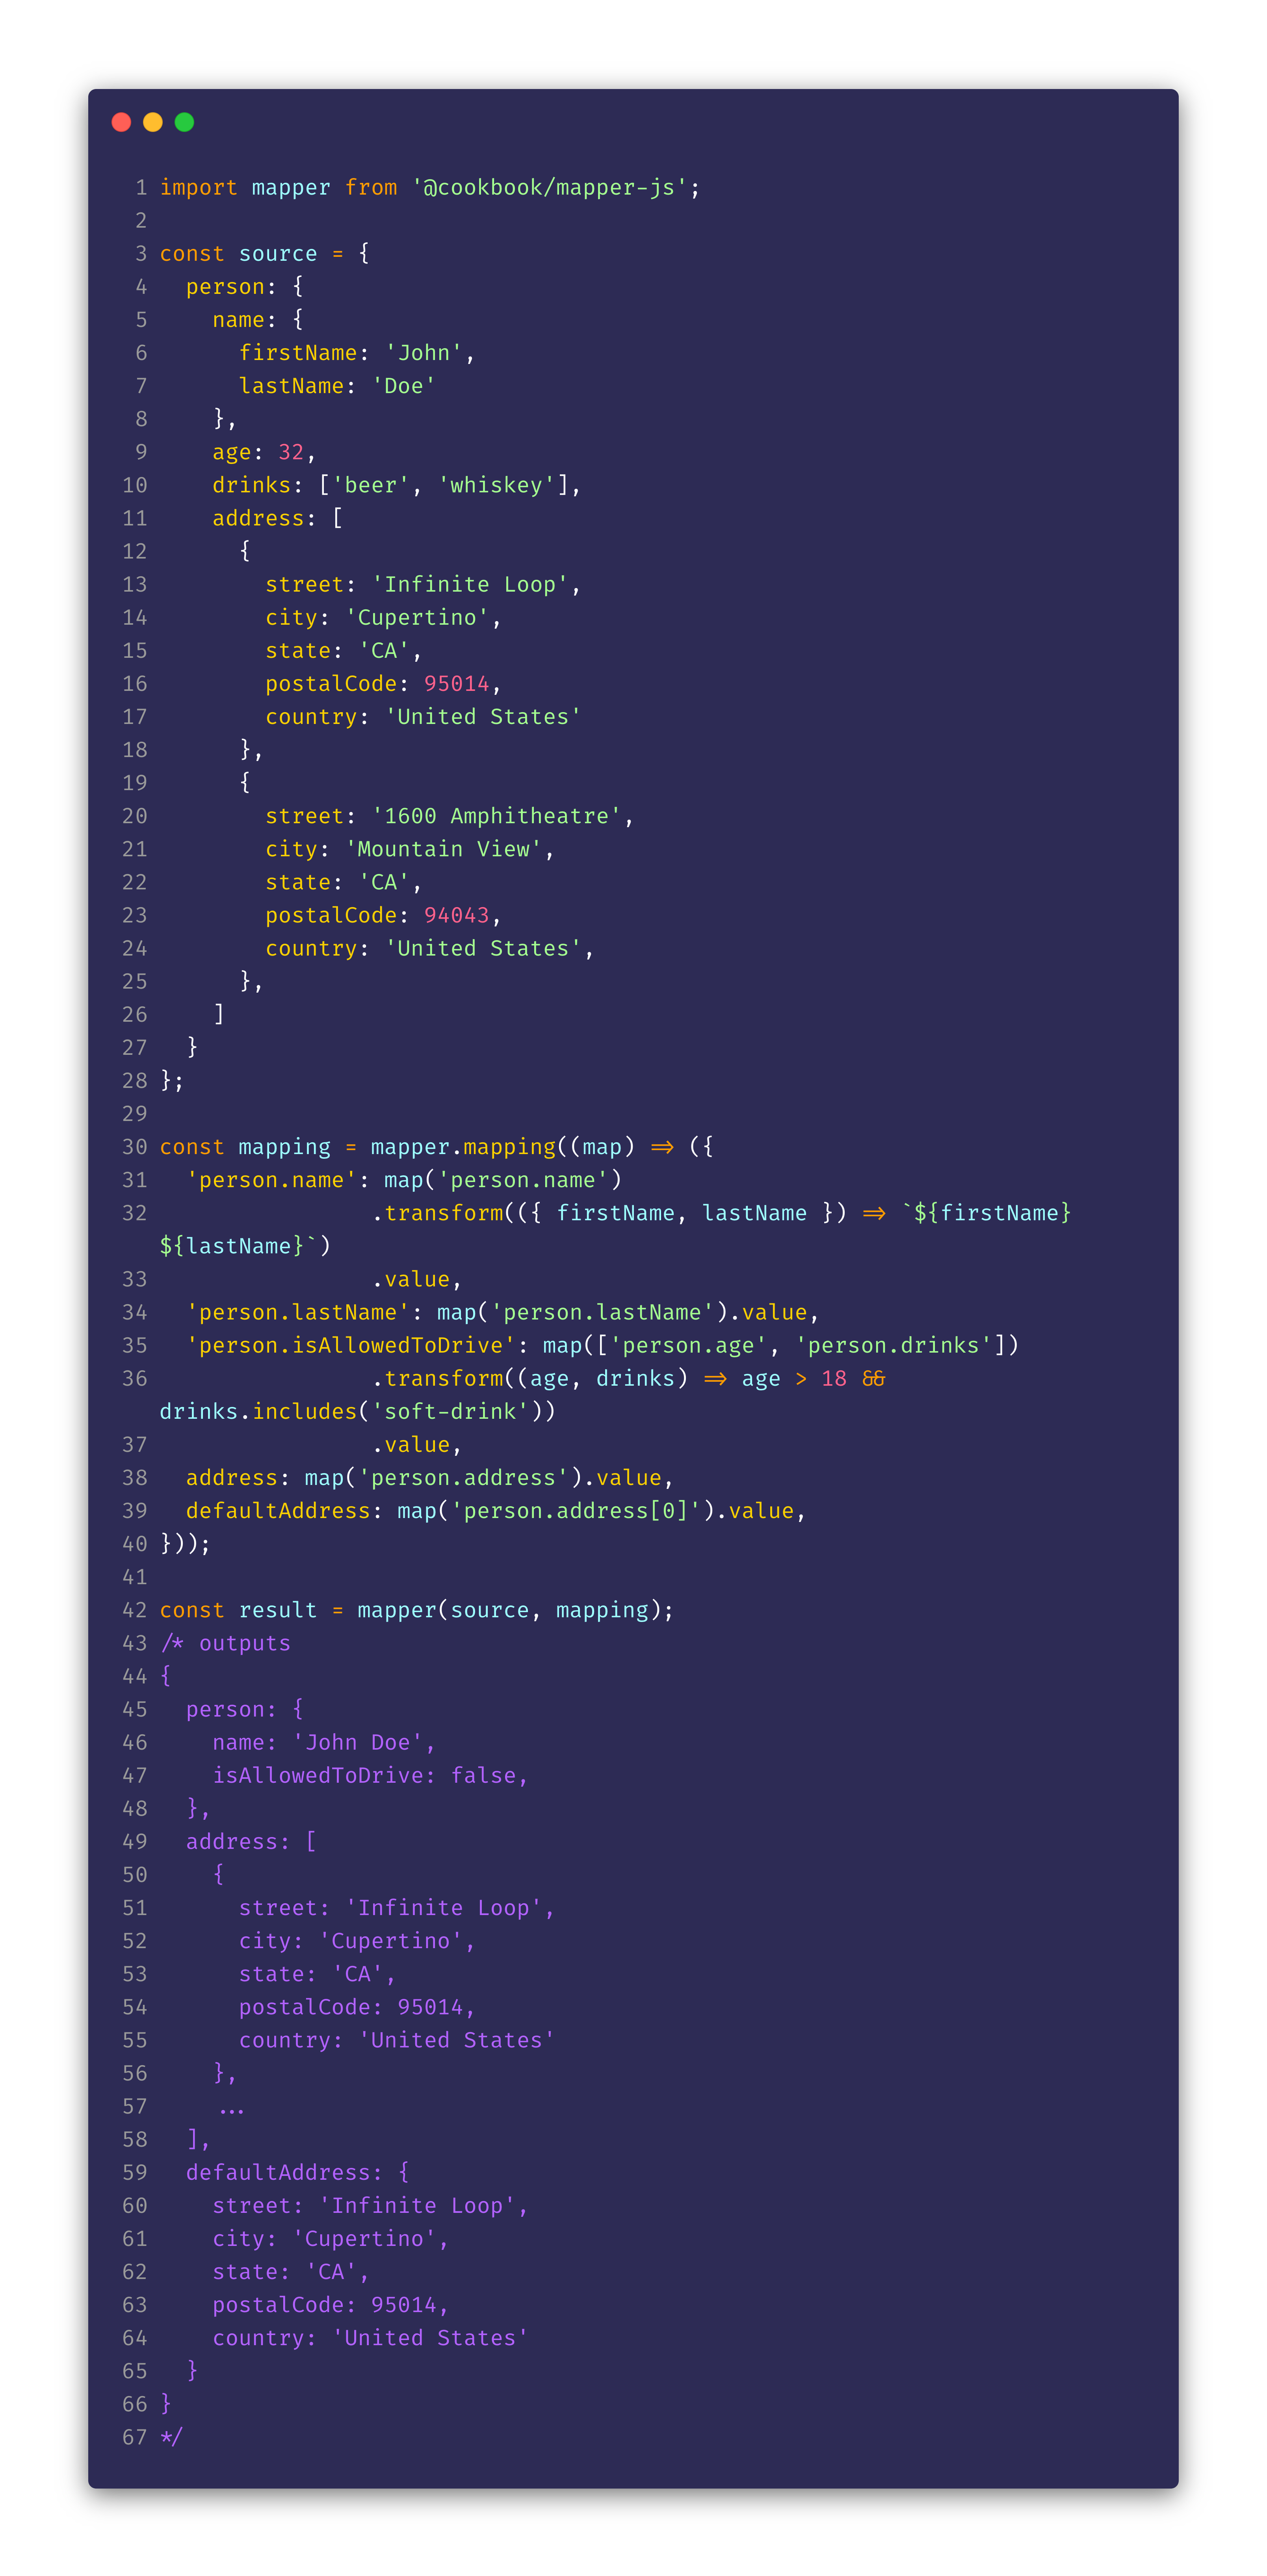 1 import mapper from '@cookbook/mapper-js';
2
3 const source = {
4   person: {
5     name: {
6       firstName: 'John',
7       lastName: 'Doe'
8     },
9     age: 32,
10     drinks: ['beer', 'whiskey'],
11     address: [
12       {
13         street: 'Infinite Loop',
14         city: 'Cupertino',
15         state: 'CA',
16         postalCode: 95014,
17         country: 'United States'
18       },
19       {
20         street: '1600 Amphitheatre',
21         city: 'Mountain View',
22         state: 'CA',
23         postalCode: 94043,
24         country: 'United States',
25       },
26     ]
27   }
28 };
29
30 const mapping = mapper.mapping((map) => ({
31   'person.name': map('person.name')
32                 .transform(({ firstName, lastName }) => `${firstName}
${lastName}`)
33                 .value,
34   'person.lastName': map('person.lastName').value,
35   'person.isAllowedToDrive': map(['person.age', 'person.drinks'])
36                 .transform((age, drinks) => age > 18 &&
drinks.includes('soft-drink'))
37                 .value,
38   address: map('person.address').value,
39   defaultAddress: map('person.address[0]').value,
40 }));
41
42 const result = mapper(source, mapping);
43 /* outputs
44 {
45   person: {
46     name: 'John Doe',
47     isAllowedToDrive: false,
48   },
49   address: [
50     {
51       street: 'Infinite Loop',
52       city: 'Cupertino',
53       state: 'CA',
54       postalCode: 95014,
55       country: 'United States'
56     },
57     ...
58   ],
59   defaultAddress: {
60     street: 'Infinite Loop',
61     city: 'Cupertino',
62     state: 'CA',
63     postalCode: 95014,
64     country: 'United States'
65   }
66 }
67 */